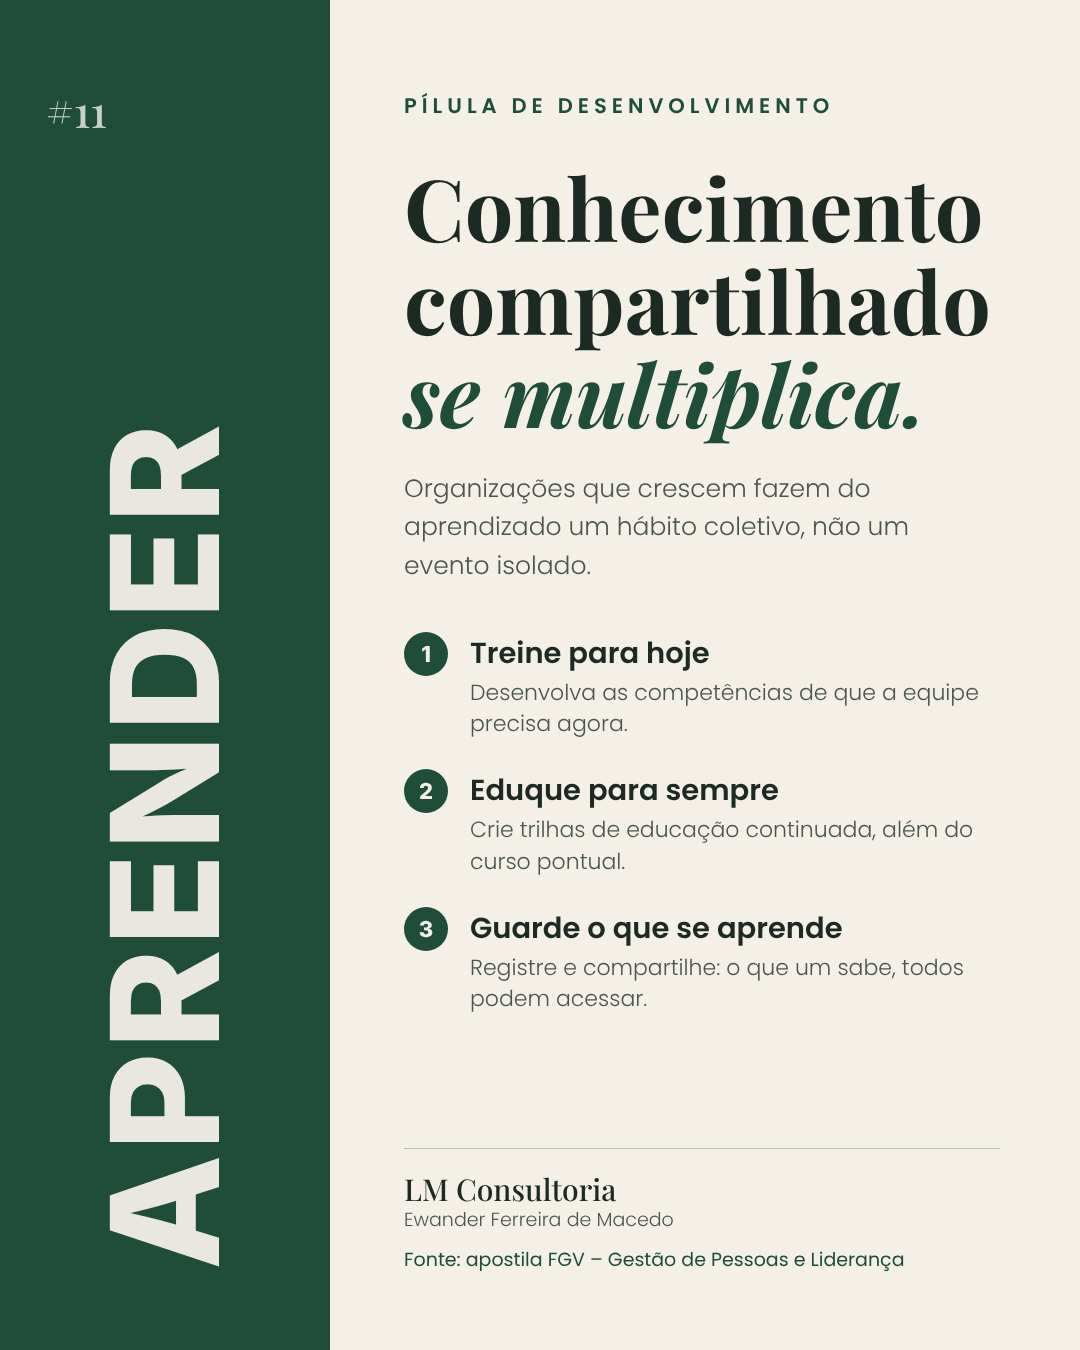 #11
APRENDER
PÍLULA DE DESENVOLVIMENTO
Conhecimento
compartilhado
se multiplica.
Organizações que crescem fazem do
aprendizado um hábito coletivo, não um
evento isolado.
1 Treine para hoje
Desenvolva as competências de que a equipe
precisa agora.
2 Eduque para sempre
Crie trilhas de educação continuada, além do
curso pontual.
3 Guarde o que se aprende
Registre e compartilhe: o que um sabe, todos
podem acessar.
LM Consultoria
Ewander Ferreira de Macedo
Fonte: apostila FGV – Gestão de Pessoas e Liderança